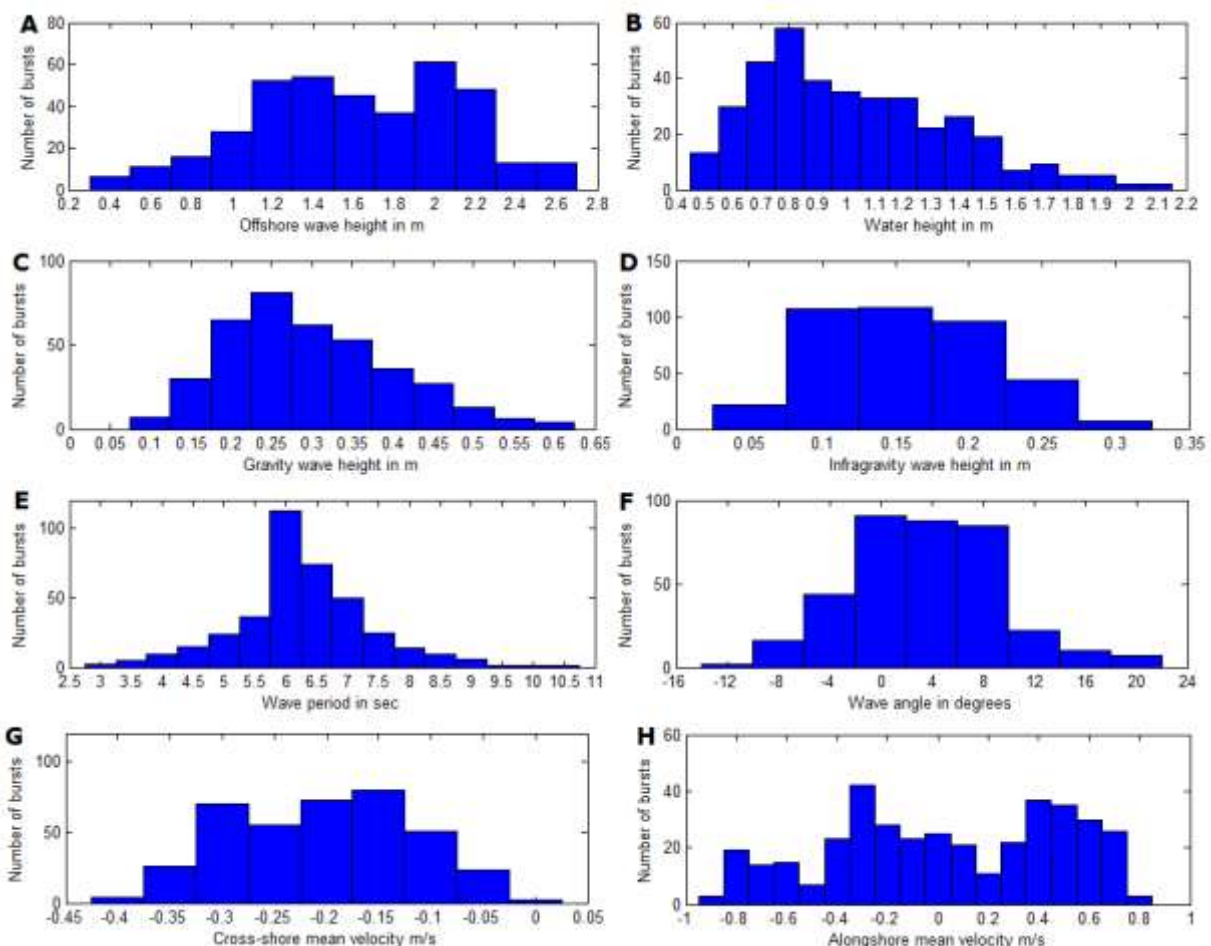 A
Number of bursts
80
60
40
20
0
0.2 0.4 0.6 0.8 1 1.2 1.4 1.6 1.8 2 2.2 2.4 2.6 2.8
Offshore wave height in m
B
Number of bursts
60
40
20
0
0.4 0.5 0.6 0.7 0.8 0.9 1 1.1 1.2 1.3 1.4 1.5 1.6 1.7 1.8 1.9 2 2.1 2.2
Water height in m
C
Number of bursts
100
50
0
0 0.05 0.1 0.15 0.2 0.25 0.3 0.35 0.4 0.45 0.5 0.55 0.6 0.65
Gravity wave height in m
D
Number of bursts
150
100
50
0
0 0.05 0.1 0.15 0.2 0.25 0.3 0.35
Infragravity wave height in m
E
Number of bursts
100
50
0
2.5 3 3.5 4 4.5 5 5.5 6 6.5 7 7.5 8 8.5 9 9.5 10 10.5 11
Wave period in sec
F
Number of bursts
100
50
0
-16 -12 -8 -4 0 4 8 12 16 20 24
Wave angle in degrees
G
Number of bursts
100
50
0
-0.45 -0.4 -0.35 -0.3 -0.25 -0.2 -0.15 -0.1 -0.05 0 0.05
Cross-shore mean velocity m/s
H
Number of bursts
60
40
20
0
-1 -0.8 -0.6 -0.4 -0.2 0 0.2 0.4 0.6 0.8 1
Alongshore mean velocity m/s